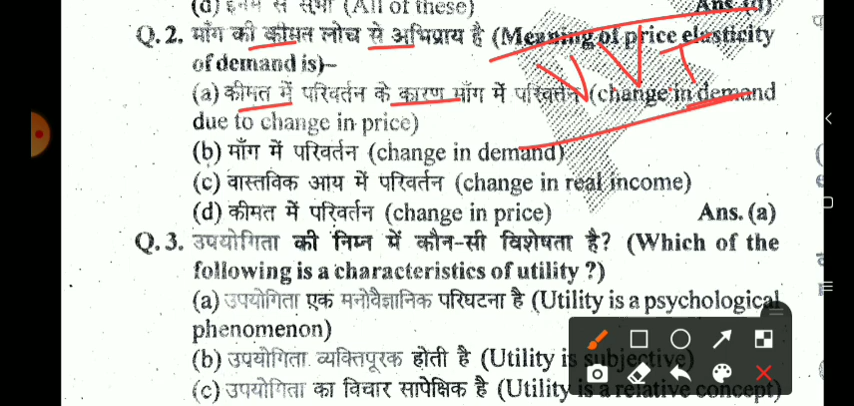 (d) इनमें से सभी (All of these) Ans. (d)
Q. 2. माँग की कीमत लोच से अभिप्राय है (Meaning of price elasticity
of demand is)–
(a) कीमत में परिवर्तन के कारण माँग में परिवर्तन (change in demand
due to change in price)
(b) माँग में परिवर्तन (change in demand)
(c) वास्तविक आय में परिवर्तन (change in real income)
(d) कीमत में परिवर्तन (change in price) Ans. (a)
Q. 3. उपयोगिता की निम्न में कौन-सी विशेषता है? (Which of the
following is a characteristics of utility ?)
(a) उपयोगिता एक मनोवैज्ञानिक परिघटना है (Utility is a psychological
phenomenon)
(b) उपयोगिता व्यक्तिपूरक होती है (Utility is subjective)
(c) उपयोगिता का विचार सापेक्षिक है (Utility is a relative concept)
VVI